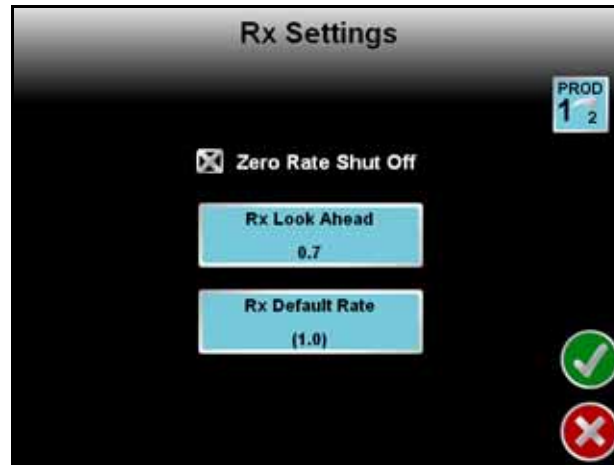 Rx Settings
PROD
1 2
Zero Rate Shut Off
Rx Look Ahead
0.7
Rx Default Rate
(1.0)